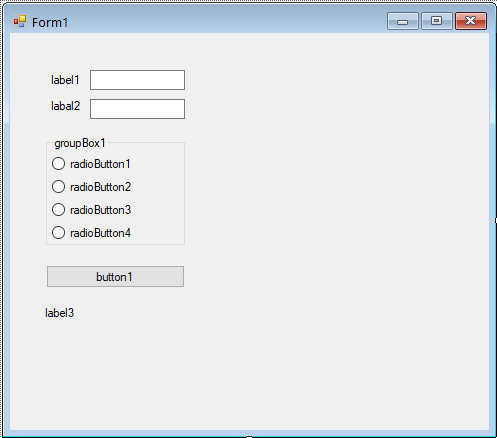 Form1
label1
labal2
groupBox1
radioButton1
radioButton2
radioButton3
radioButton4
button1
label3